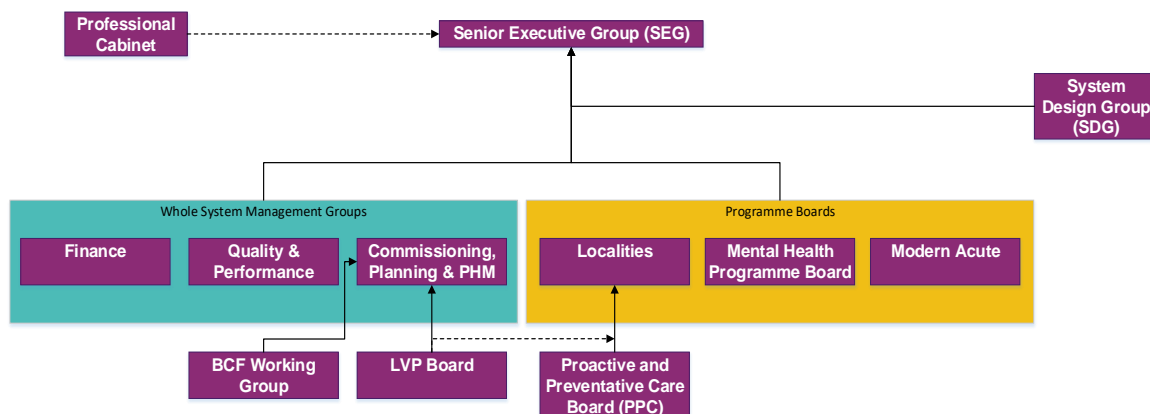 Professional
Cabinet
Senior Executive Group (SEG)
System
Design Group
(SDG)
Whole System Management Groups
Programme Boards
Finance
Quality &
Performance
Commissioning,
Planning & PHM
Localities
Mental Health
Programme Board
Modern Acute
BCF Working
Group
LVP Board
Proactive and
Preventative Care
Board (PPC)